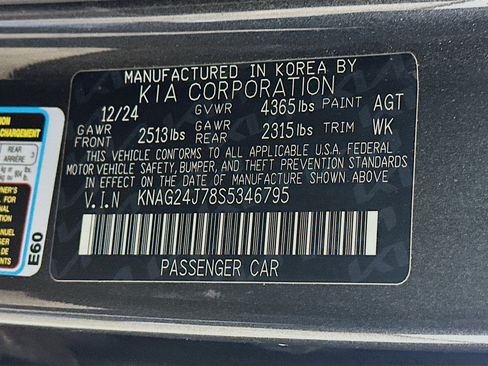 MANUFACTURED IN KOREA BY
KIA CORPORATION
12/24 GVWR 4365 lbs PAINT AGT
GAWR FRONT 2513 lbs GAWR REAR 2315 lbs TRIM WK
THIS VEHICLE CONFORMS TO ALL APPLICABLE U.S.A. FEDERAL
MOTOR VEHICLE SAFETY, BUMPER, AND THEFT PREVENTION STANDARDS
IN EFFECT ON THE DATE OF MANUFACTURE SHOWN ABOVE
V.I.N KNAG24J78S5346795
PASSENGER CAR
REAR
ARRIÈRE
E60